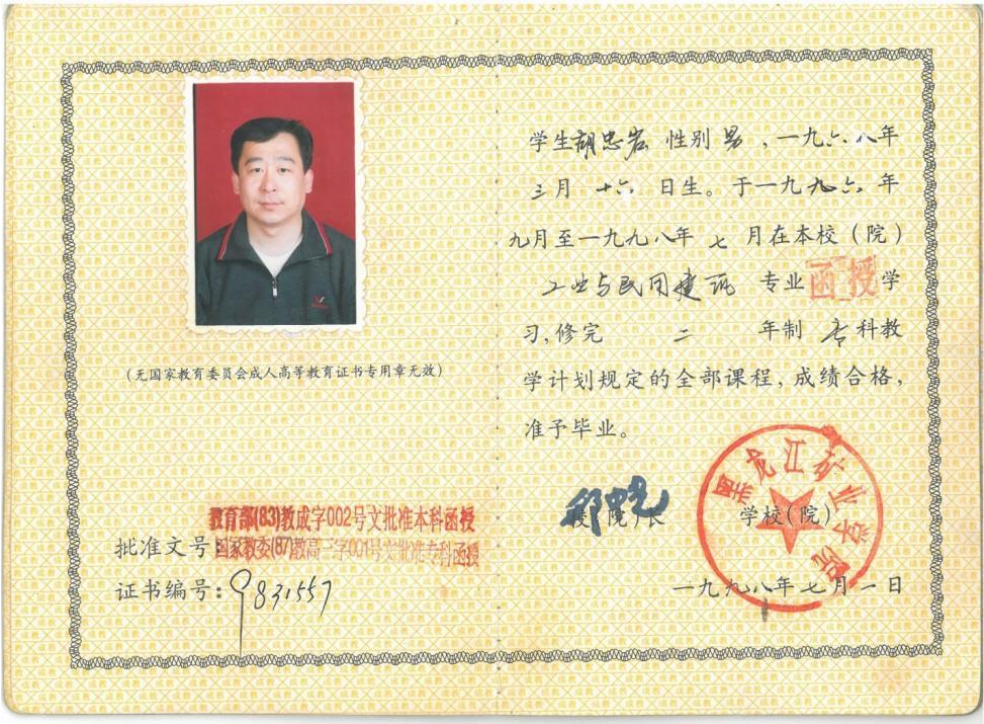 (无国家教育委员会成人高等教育证书专用章无效)
教育部(83)教成字002号文批准本科函授
批准文号:国家教委(87)教高三字001号文批准专科函授
证书编号:9831557
学生胡忠岩 性别 男 ,一九六八年
三月 十六 日生。于一九九六年
九月至一九九八年 七 月在本校(院)
工业与民用建筑 专业 函授 学
习,修完 二 年制 专科教
学计划规定的全部课程,成绩合格,
准予毕业。
校(院)长 学校(院)
黑龙江矿业学院
一九九八年七月一日